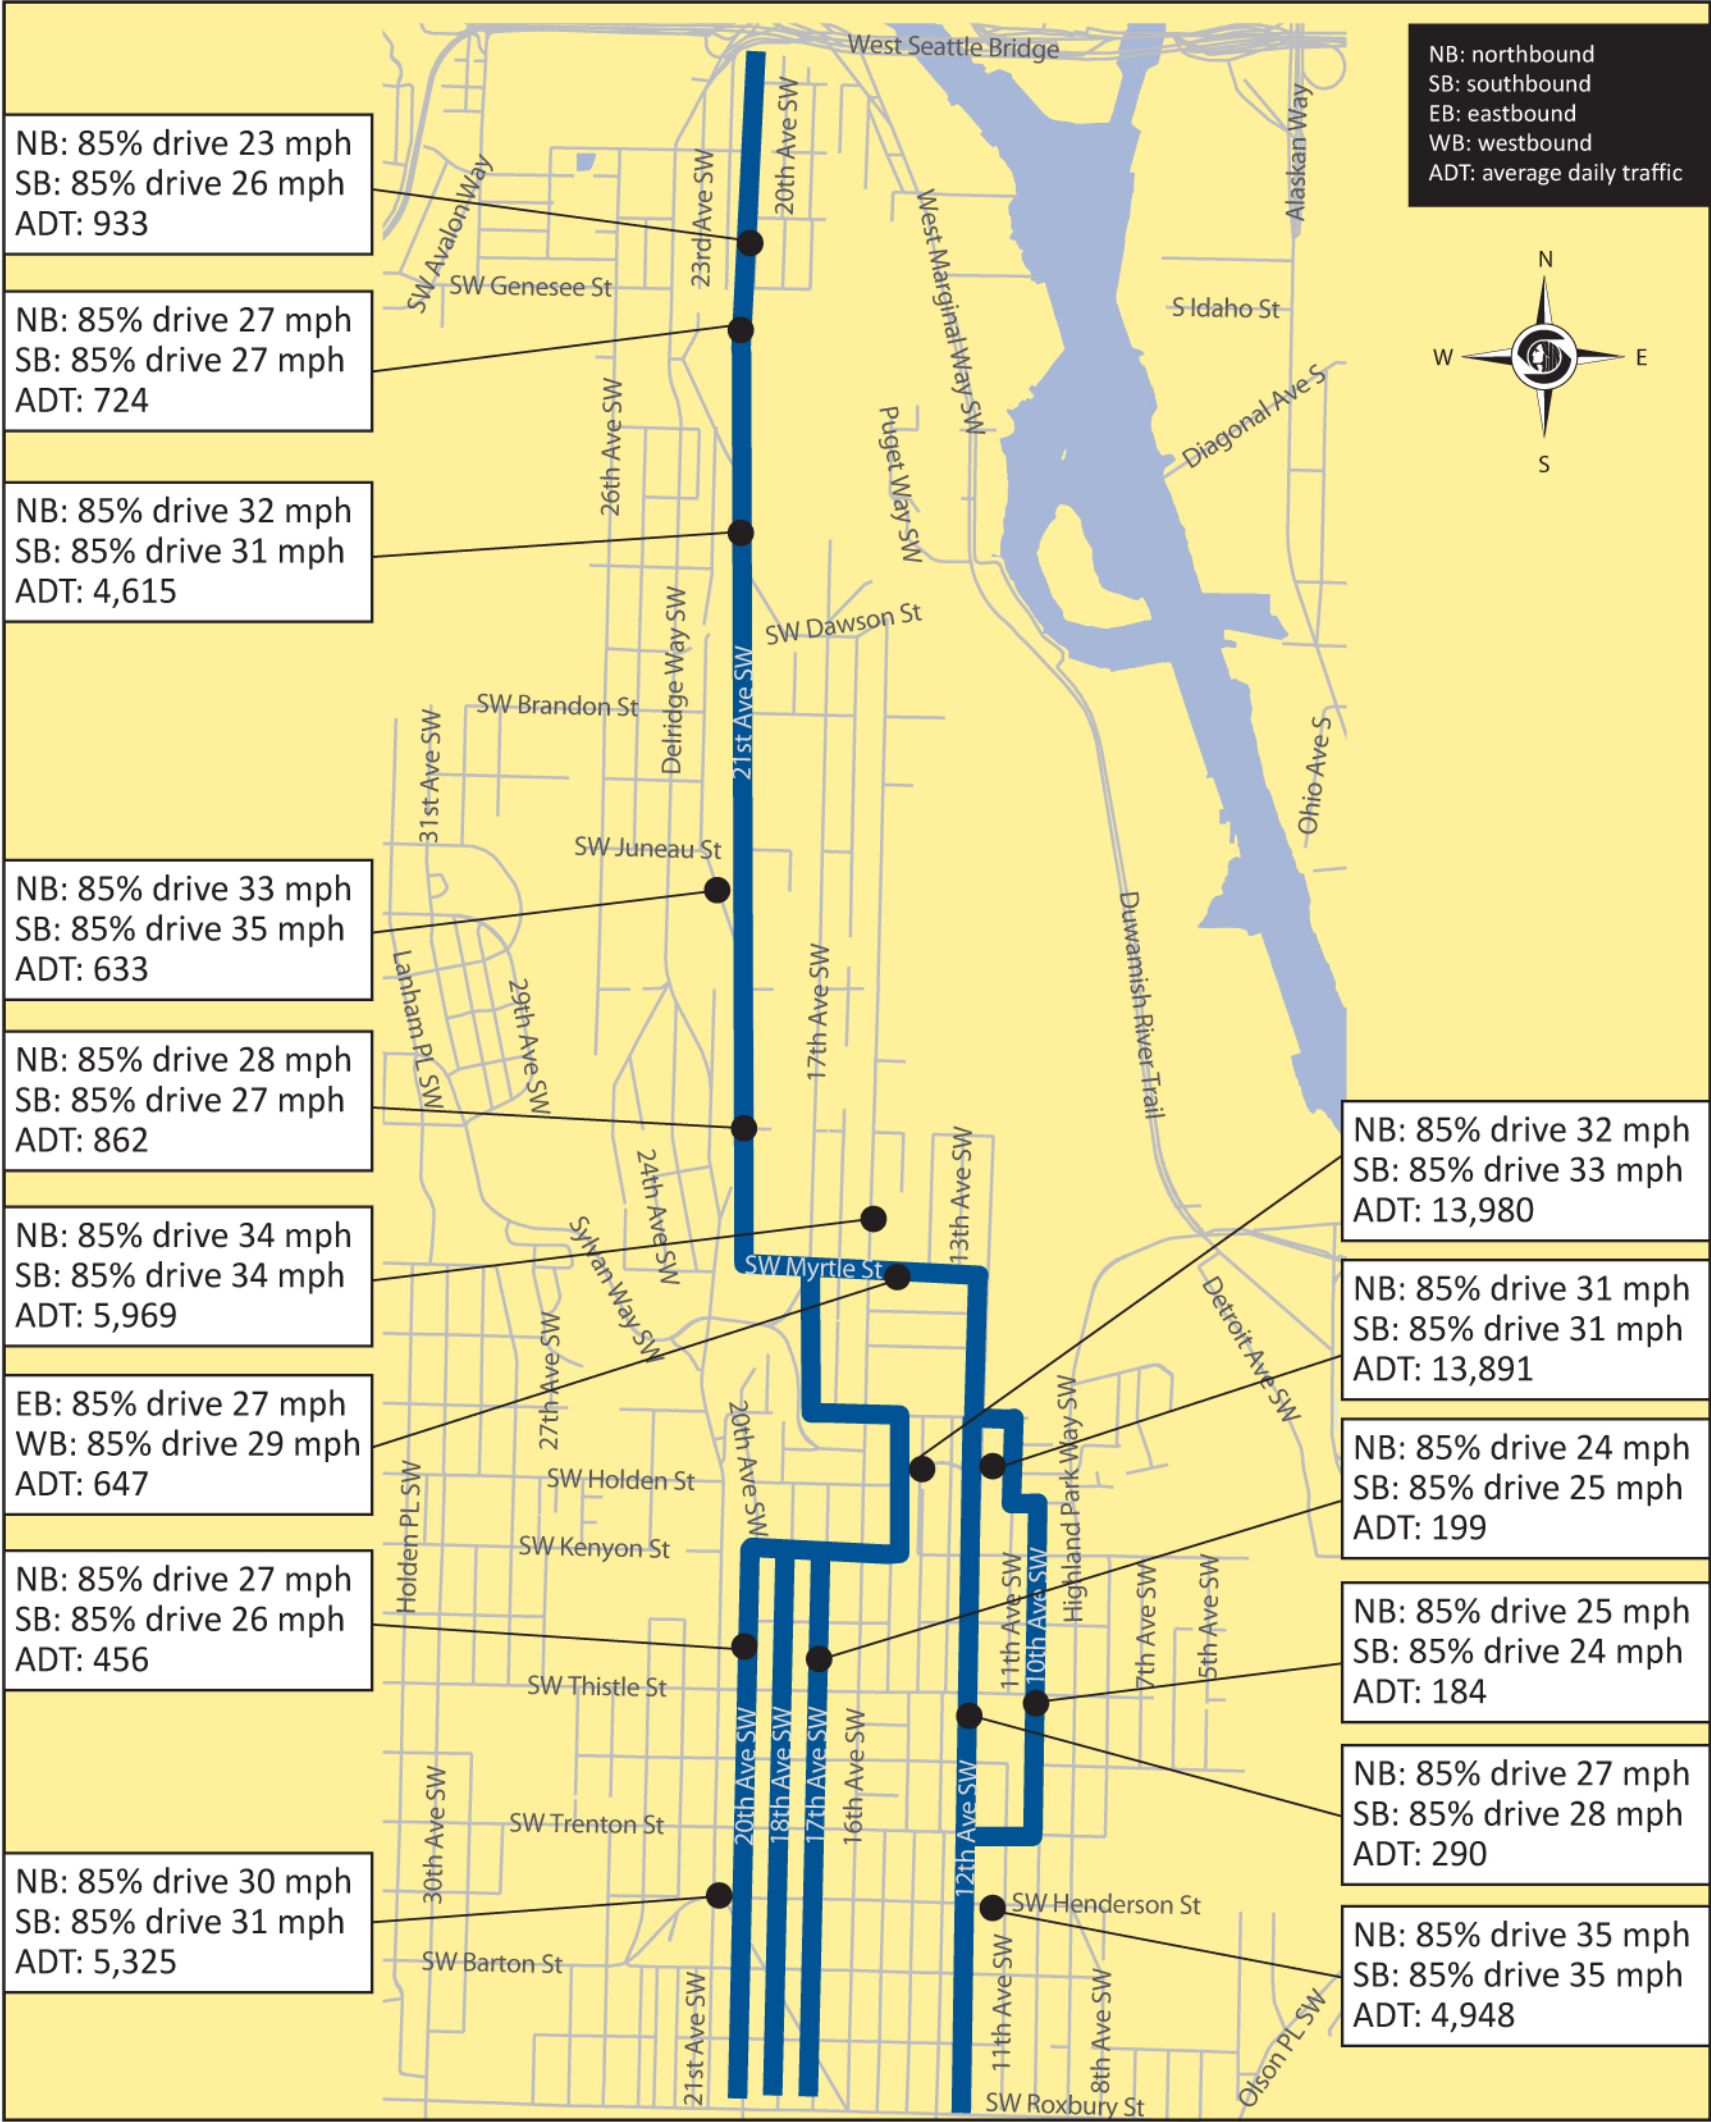 West Seattle Bridge
NB: northbound
SB: southbound
EB: eastbound
WB: westbound
ADT: average daily traffic
NB: 85% drive 23 mph
SB: 85% drive 26 mph
ADT: 933
NB: 85% drive 27 mph
SB: 85% drive 27 mph
ADT: 724
NB: 85% drive 32 mph
SB: 85% drive 31 mph
ADT: 4,615
NB: 85% drive 33 mph
SB: 85% drive 35 mph
ADT: 633
NB: 85% drive 28 mph
SB: 85% drive 27 mph
ADT: 862
NB: 85% drive 34 mph
SB: 85% drive 34 mph
ADT: 5,969
EB: 85% drive 27 mph
WB: 85% drive 29 mph
ADT: 647
NB: 85% drive 27 mph
SB: 85% drive 26 mph
ADT: 456
NB: 85% drive 30 mph
SB: 85% drive 31 mph
ADT: 5,325
SW Avalon Way
23rd Ave SW
20th Ave SW
West Marginal Way SW
Alaskan Way
SW Genesee St
S Idaho St
N
W
E
S
26th Ave SW
Puget Way SW
Diagonal Ave S
SW Dawson St
Delridge Way SW
21st Ave SW
SW Brandon St
31st Ave SW
Ohio Ave S
SW Juneau St
Lanham PL SW
29th Ave SW
17th Ave SW
Duwamish River Trail
24th Ave SW
13th Ave SW
Sylvan Way SW
SW Myrtle St
27th Ave SW
Detroit Ave SW
20th Ave SW
Highland Park Way SW
Holden PL SW
SW Holden St
SW Kenyon St
11th Ave SW
10th Ave SW
7th Ave SW
5th Ave SW
SW Thistle St
20th Ave SW
18th Ave SW
17th Ave SW
16th Ave SW
12th Ave SW
30th Ave SW
SW Trenton St
SW Henderson St
SW Barton St
21st Ave SW
11th Ave SW
8th Ave SW
Olson PL SW
SW Roxbury St
NB: 85% drive 32 mph
SB: 85% drive 33 mph
ADT: 13,980
NB: 85% drive 31 mph
SB: 85% drive 31 mph
ADT: 13,891
NB: 85% drive 24 mph
SB: 85% drive 25 mph
ADT: 199
NB: 85% drive 25 mph
SB: 85% drive 24 mph
ADT: 184
NB: 85% drive 27 mph
SB: 85% drive 28 mph
ADT: 290
NB: 85% drive 35 mph
SB: 85% drive 35 mph
ADT: 4,948